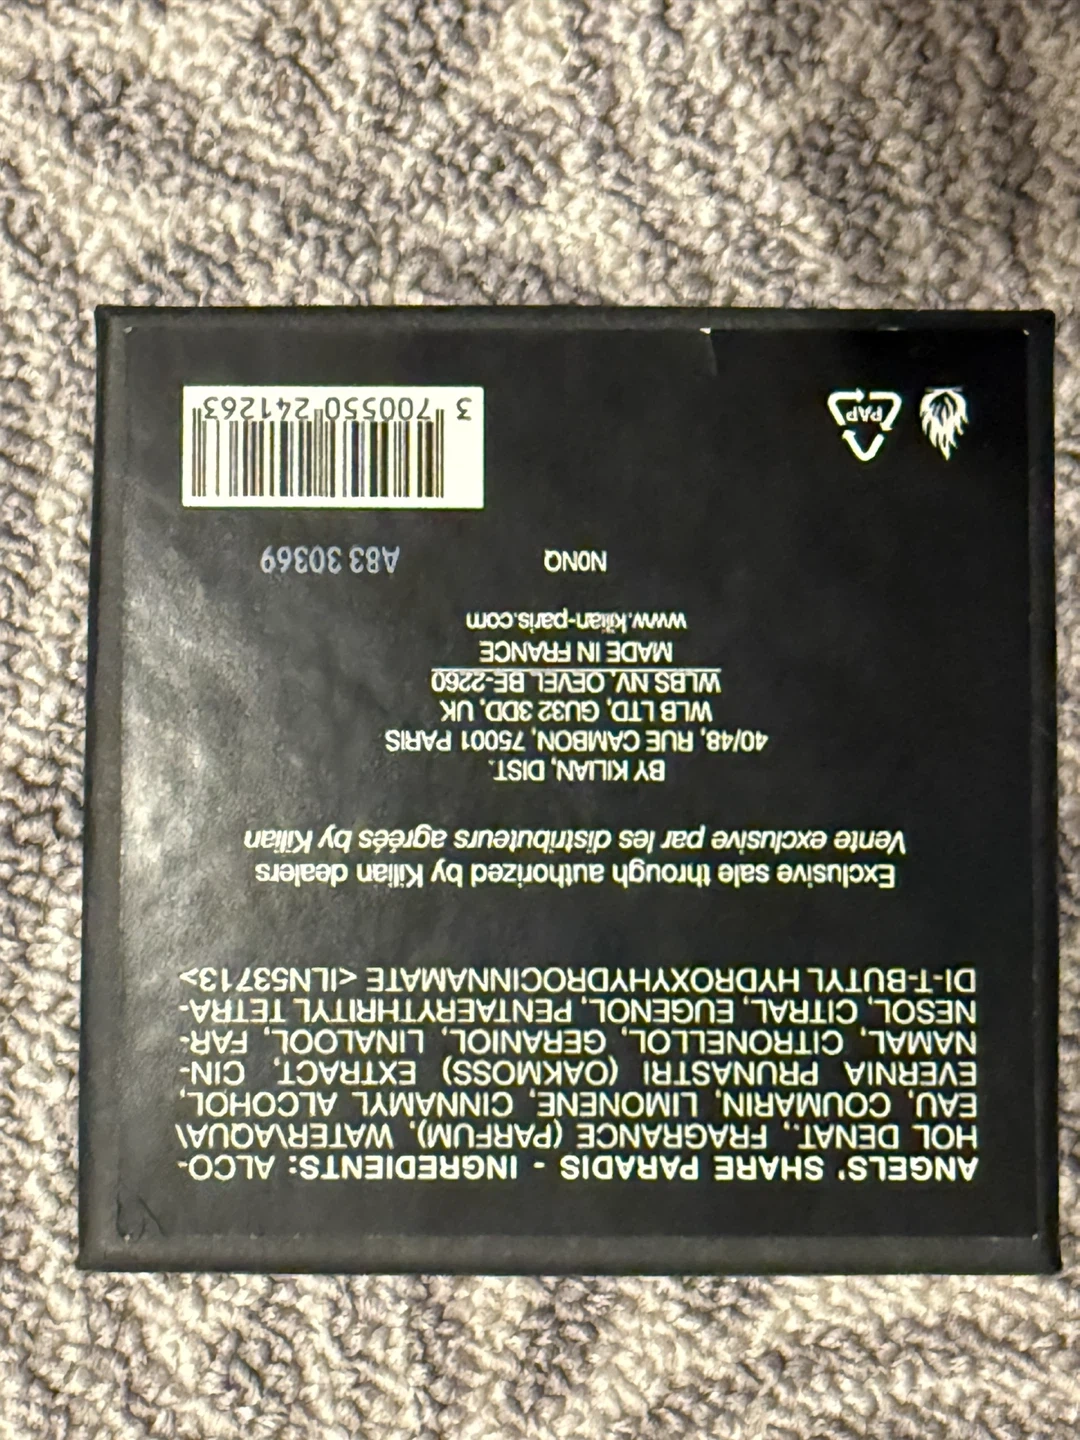 ANGELS' SHARE PARADIS - INGREDIENTS: ALCO-
HOL DENAT., FRAGRANCE (PARFUM), WATER\AQUA\
EAU, COUMARIN, LIMONENE, CINNAMYL ALCOHOL,
EVERNIA PRUNASTRI (OAKMOSS) EXTRACT, CIN-
NAMAL, CITRONELLOL, GERANIOL, LINALOOL, FAR-
NESOL, CITRAL, EUGENOL, PENTAERYTHRITYL TETRA-
DI-T-BUTYL HYDROXYHYDROCINNAMATE <ILN53713>
Exclusive sale through authorized by Kilian dealers
Vente exclusive par les distributeurs agréés by Kilian
BY KILIAN, DIST.
40/48, RUE CAMBON, 75001 PARIS
WLB LTD, GU32 3DD, UK
WLBS NV, OEVEL BE-2260
MADE IN FRANCE
www.kilian-paris.com
N0NQ
A83 30369
PAP
3 700550 241263